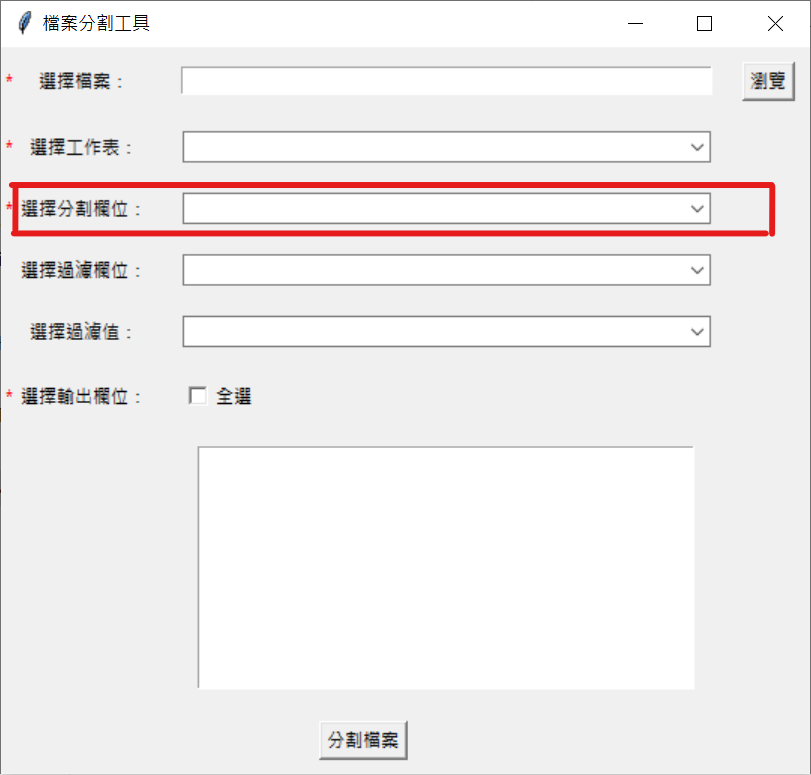 檔案分割工具
* 選擇檔案： 瀏覽
* 選擇工作表：
* 選擇分割欄位：
選擇過濾欄位：
選擇過濾值：
* 選擇輸出欄位： 全選
分割檔案